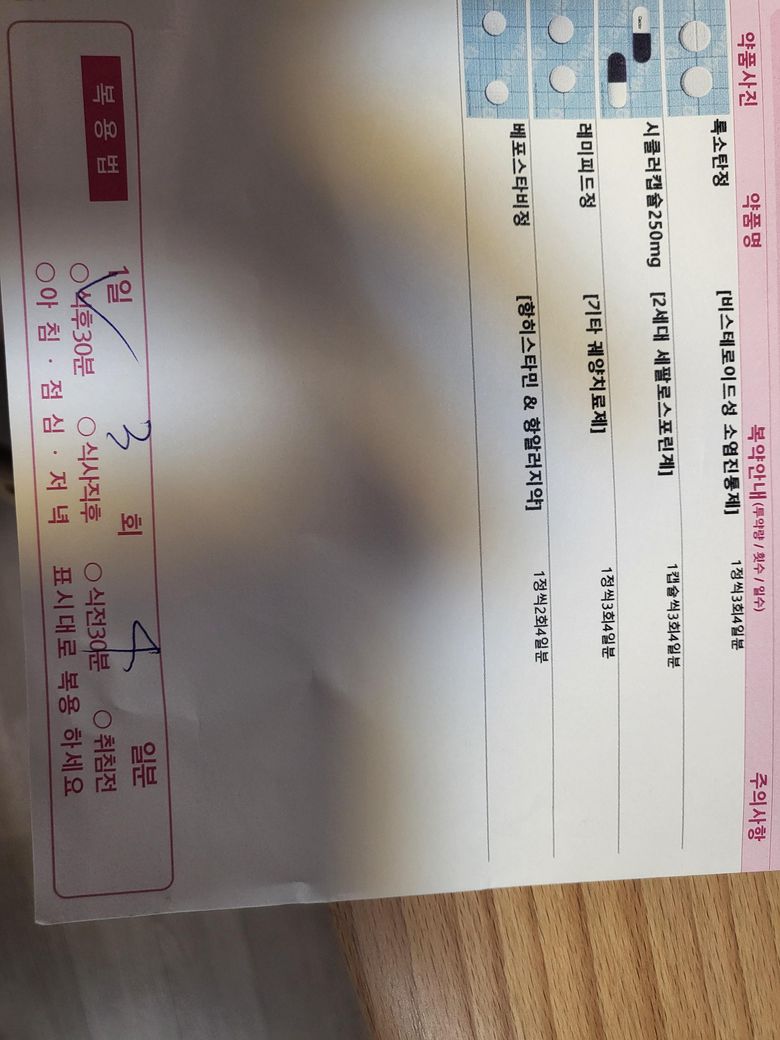 약품사진 약품명 복약안내(투약량/횟수/일수) 주의사항
록소탄정 [비스테로이드성 소염진통제] 1정씩3회4일분
시클러캡슐250mg [2세대 세팔로스포린계] 1캡슐씩3회4일분
레미피드정 [기타 궤양치료제] 1정씩3회4일분
베포스타비정 [항히스타민 & 항알러지약] 1정씩2회4일분
복용법
1일 3 회 4 일분
○식후30분 ○식사직후 ○식전30분 ○취침전
○아 침 · 점 심 · 저 녁 표시대로 복용 하세요